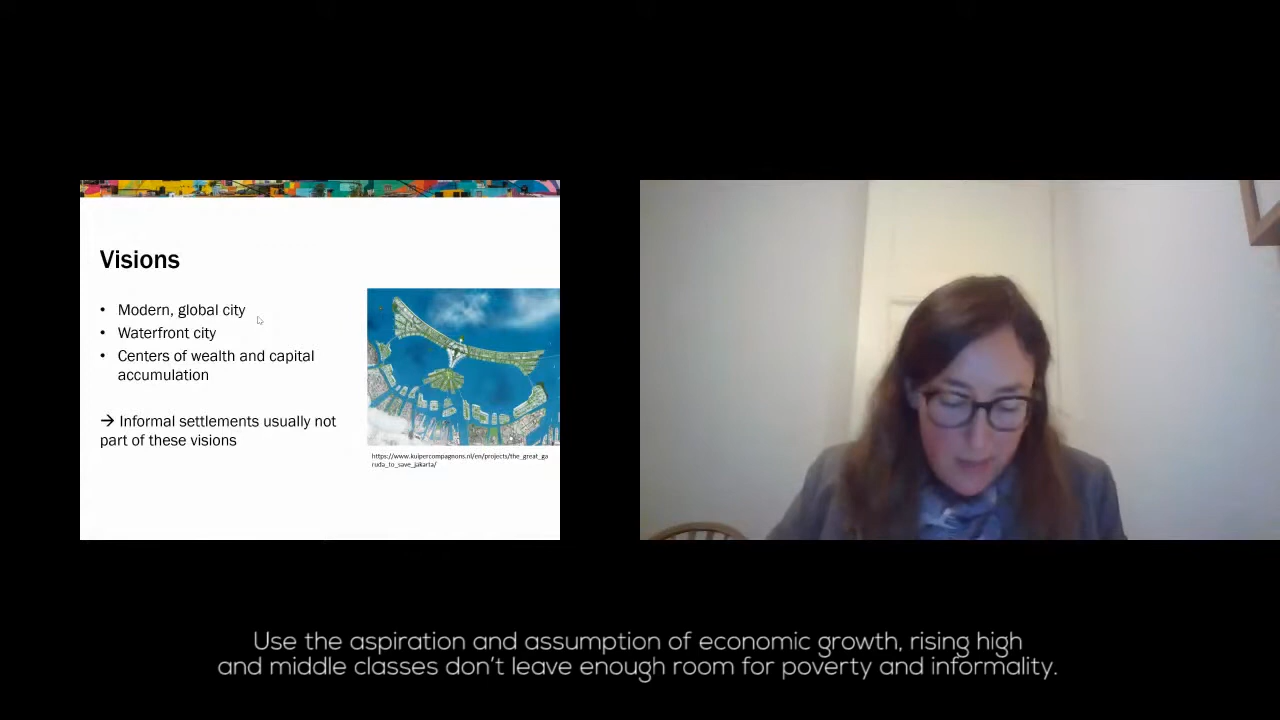 Visions
• Modern, global city
• Waterfront city
• Centers of wealth and capital
accumulation
→ Informal settlements usually not
part of these visions
https://www.kuipercompagnons.nl/en/projects/the_great_ga
ruda_to_save_jakarta/
Use the aspiration and assumption of economic growth, rising high
and middle classes don't leave enough room for poverty and informality.